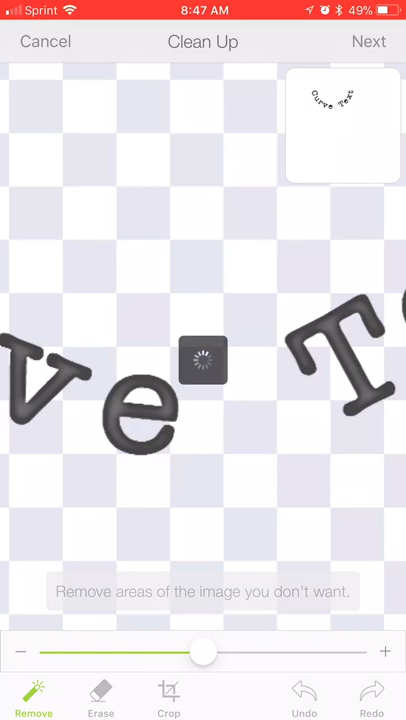 Sprint 8:47 AM 49%
Cancel Clean Up Next
Curve Text
ve T
Remove areas of the image you don't want.
Remove Erase Crop Undo Redo